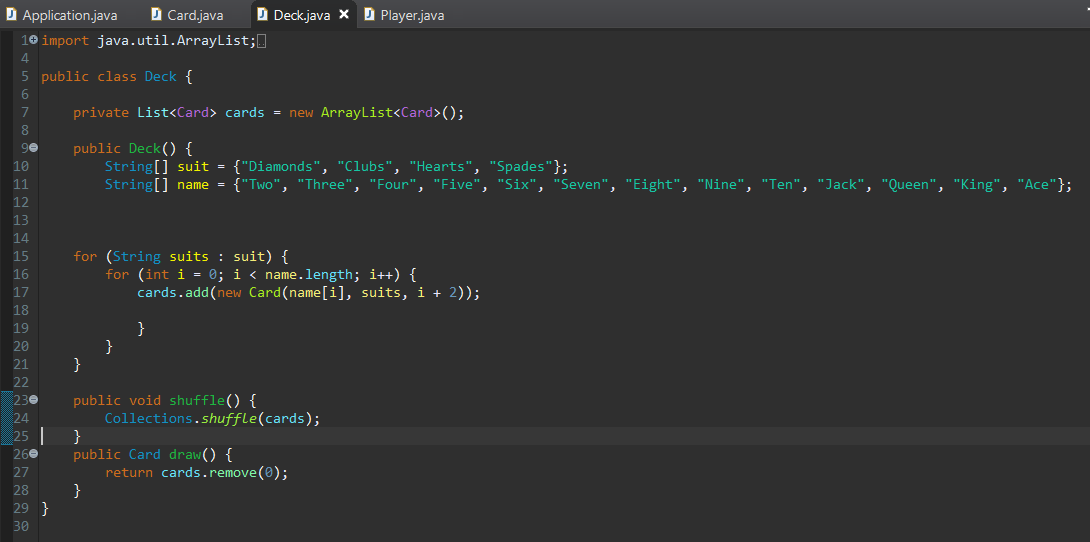 Application.java Card.java Deck.java Player.java
1 import java.util.ArrayList;
4
5 public class Deck {
6
7     private List<Card> cards = new ArrayList<Card>();
8
9     public Deck() {
10         String[] suit = {"Diamonds", "Clubs", "Hearts", "Spades"};
11         String[] name = {"Two", "Three", "Four", "Five", "Six", "Seven", "Eight", "Nine", "Ten", "Jack", "Queen", "King", "Ace"};
12
13
14
15     for (String suits : suit) {
16         for (int i = 0; i < name.length; i++) {
17             cards.add(new Card(name[i], suits, i + 2));
18
19             }
20         }
21     }
22
23     public void shuffle() {
24         Collections.shuffle(cards);
25     }
26     public Card draw() {
27         return cards.remove(0);
28     }
29 }
30